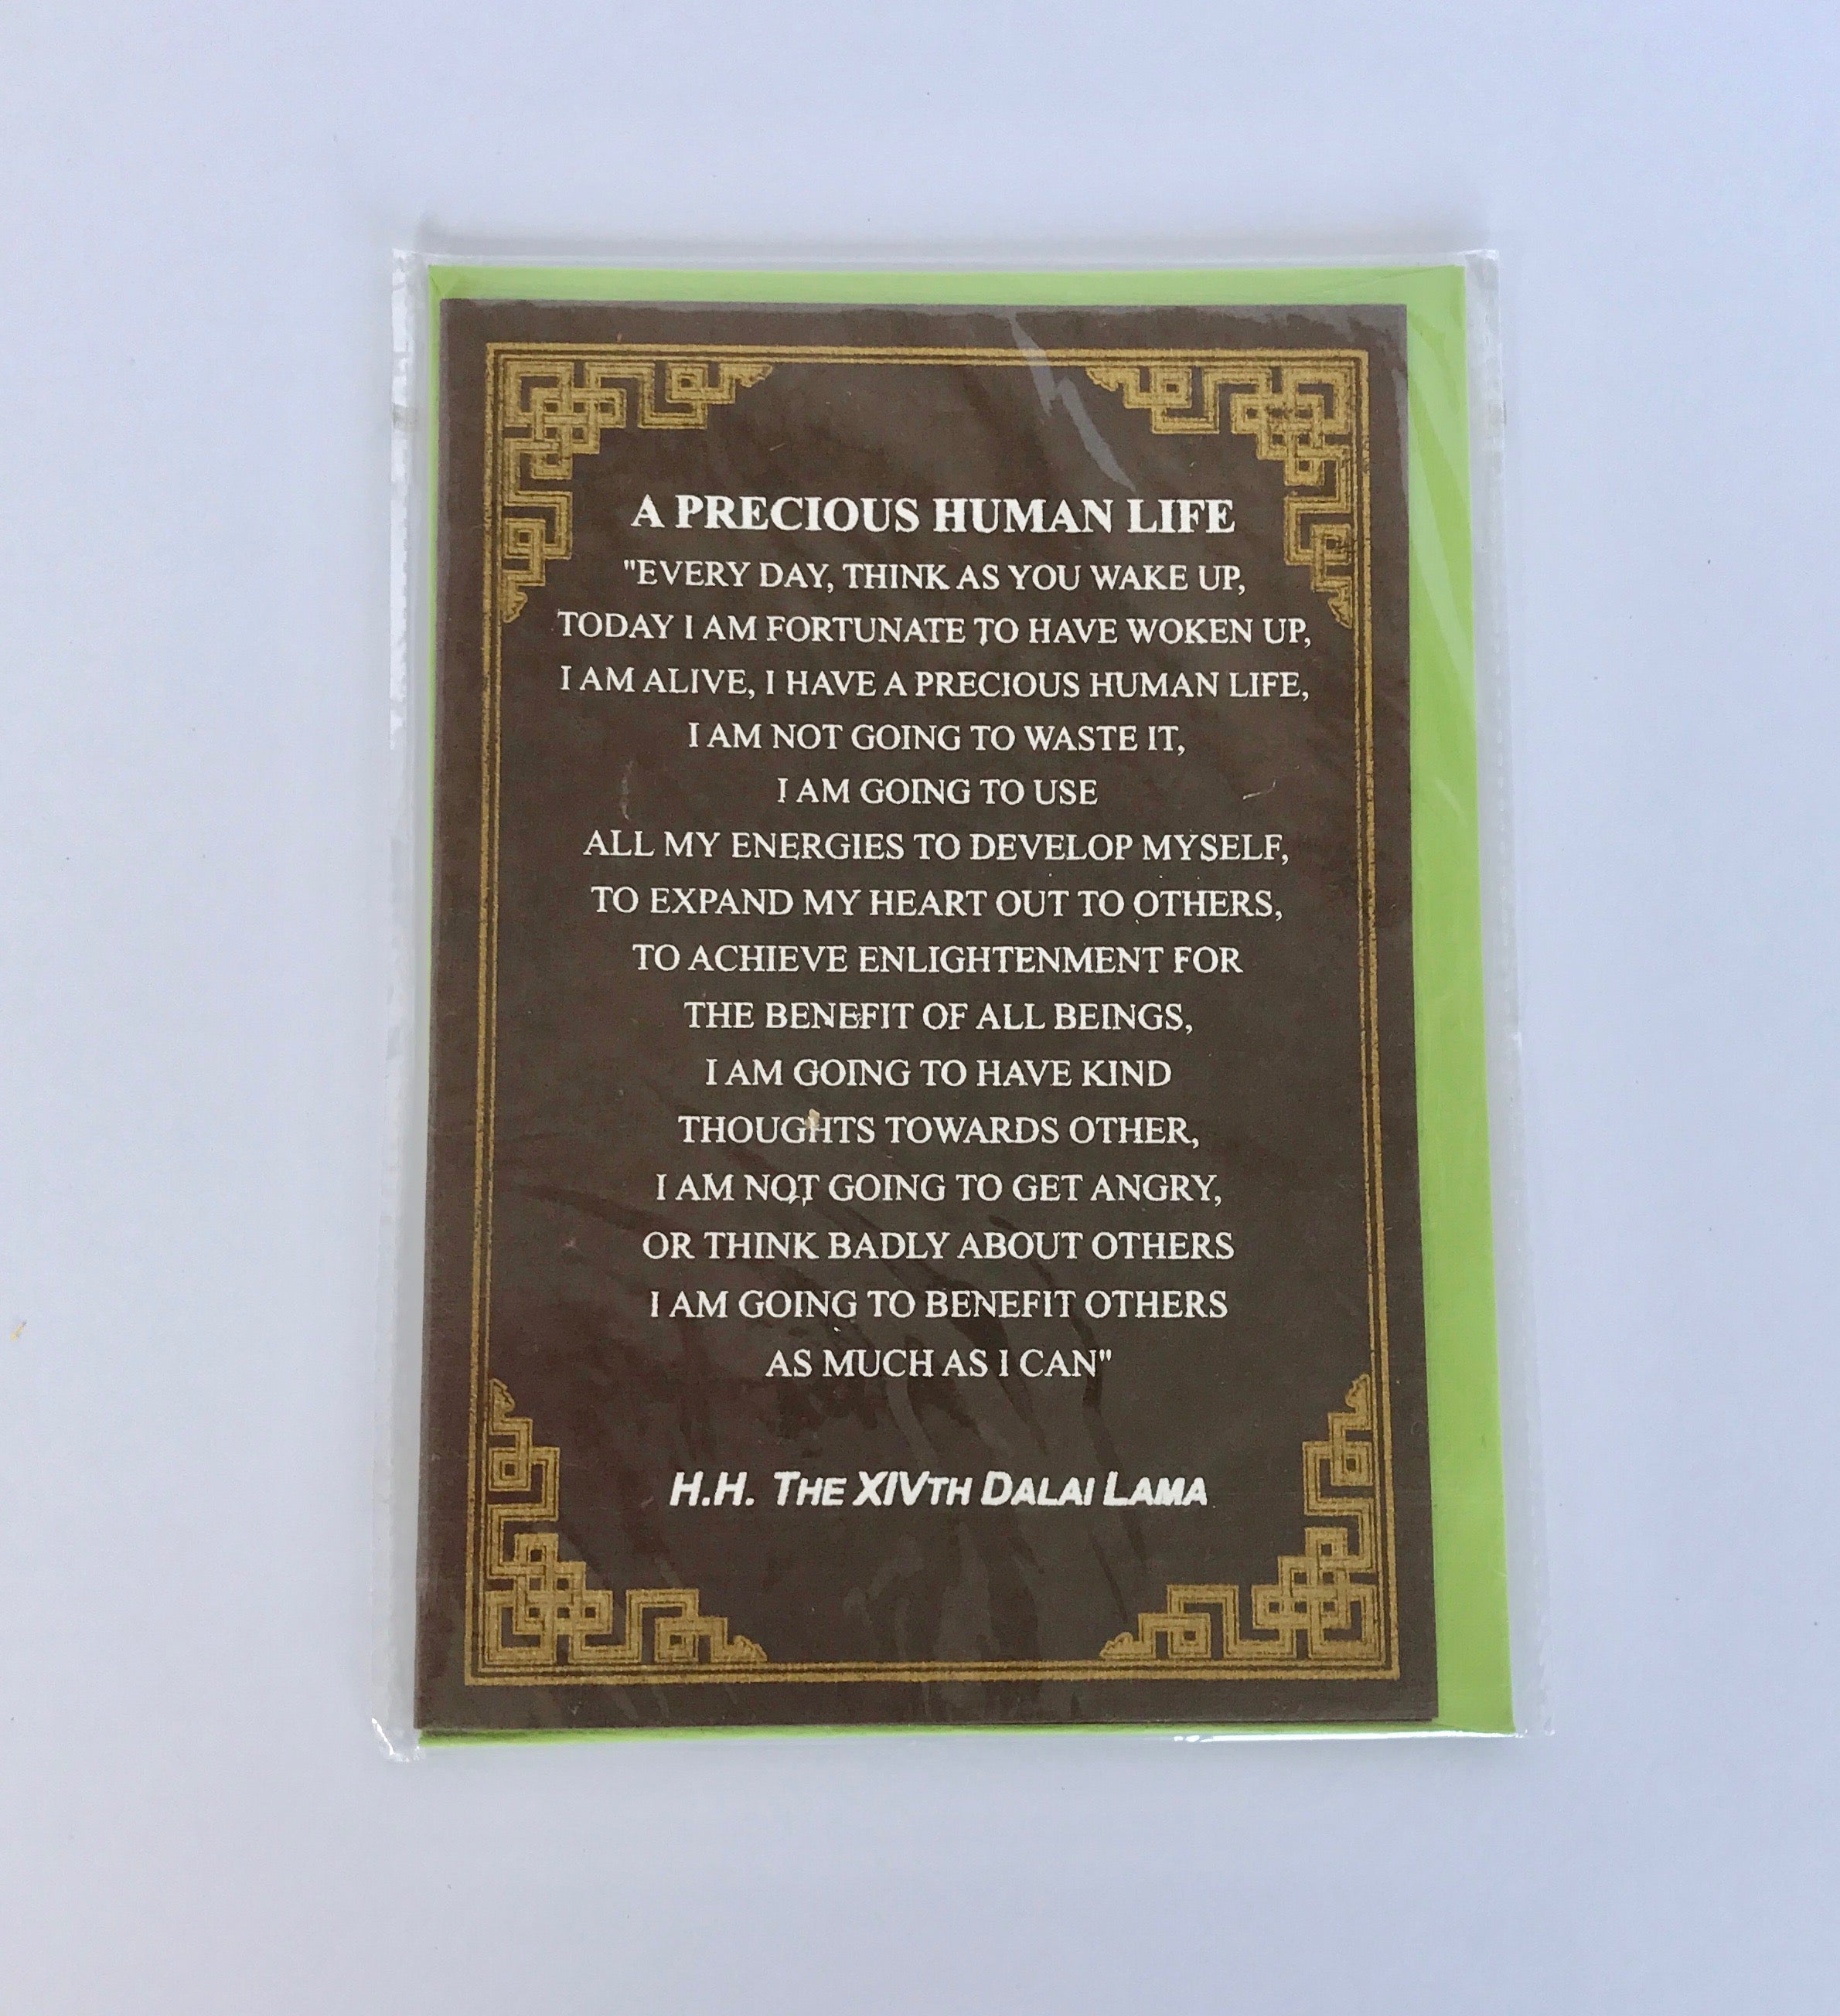 A PRECIOUS HUMAN LIFE
"EVERY DAY, THINK AS YOU WAKE UP,
TODAY I AM FORTUNATE TO HAVE WOKEN UP,
I AM ALIVE, I HAVE A PRECIOUS HUMAN LIFE,
I AM NOT GOING TO WASTE IT,
I AM GOING TO USE
ALL MY ENERGIES TO DEVELOP MYSELF,
TO EXPAND MY HEART OUT TO OTHERS,
TO ACHIEVE ENLIGHTENMENT FOR
THE BENEFIT OF ALL BEINGS,
I AM GOING TO HAVE KIND
THOUGHTS TOWARDS OTHER,
I AM NOT GOING TO GET ANGRY,
OR THINK BADLY ABOUT OTHERS
I AM GOING TO BENEFIT OTHERS
AS MUCH AS I CAN"
H.H. THE XIVTH DALAI LAMA